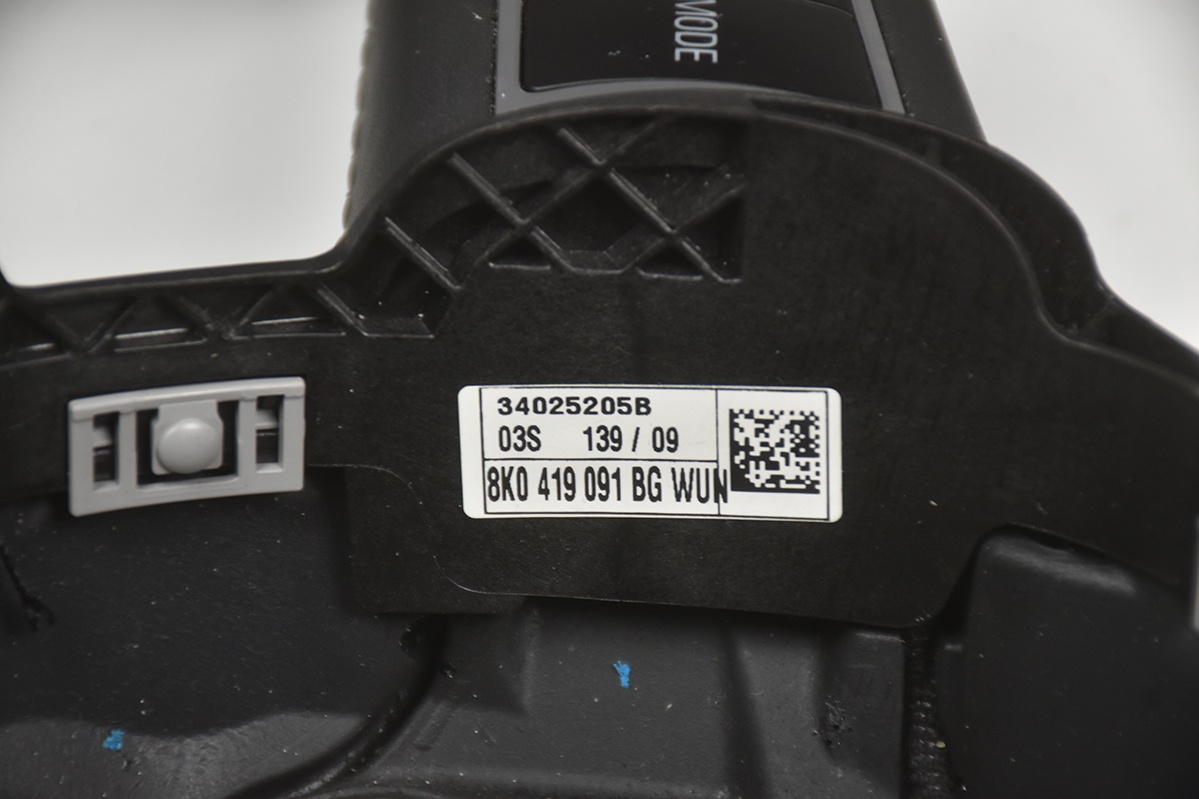 MODE
34025205B
03S 139 / 09
8K0 419 091 BG WUN